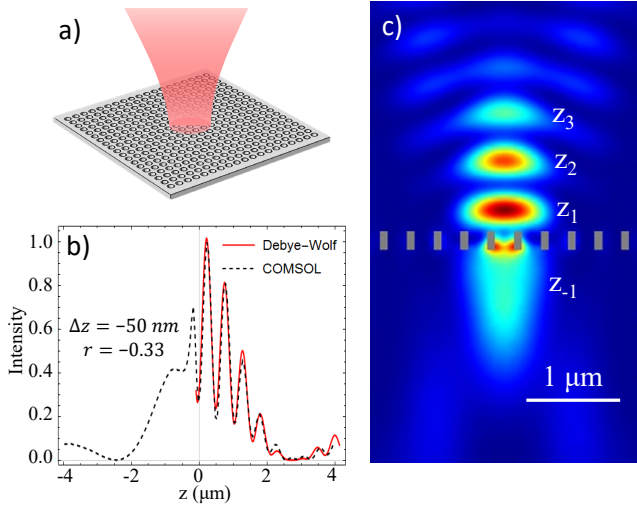 a)
b)
Intensity
1.0
0.8
0.6
0.4
0.2
0.0
-4
-2
0
2
4
z (μm)
Debye-Wolf
COMSOL
Δz = −50 nm
r = −0.33
c)
z₃
z₂
z₁
z₋₁
1 μm